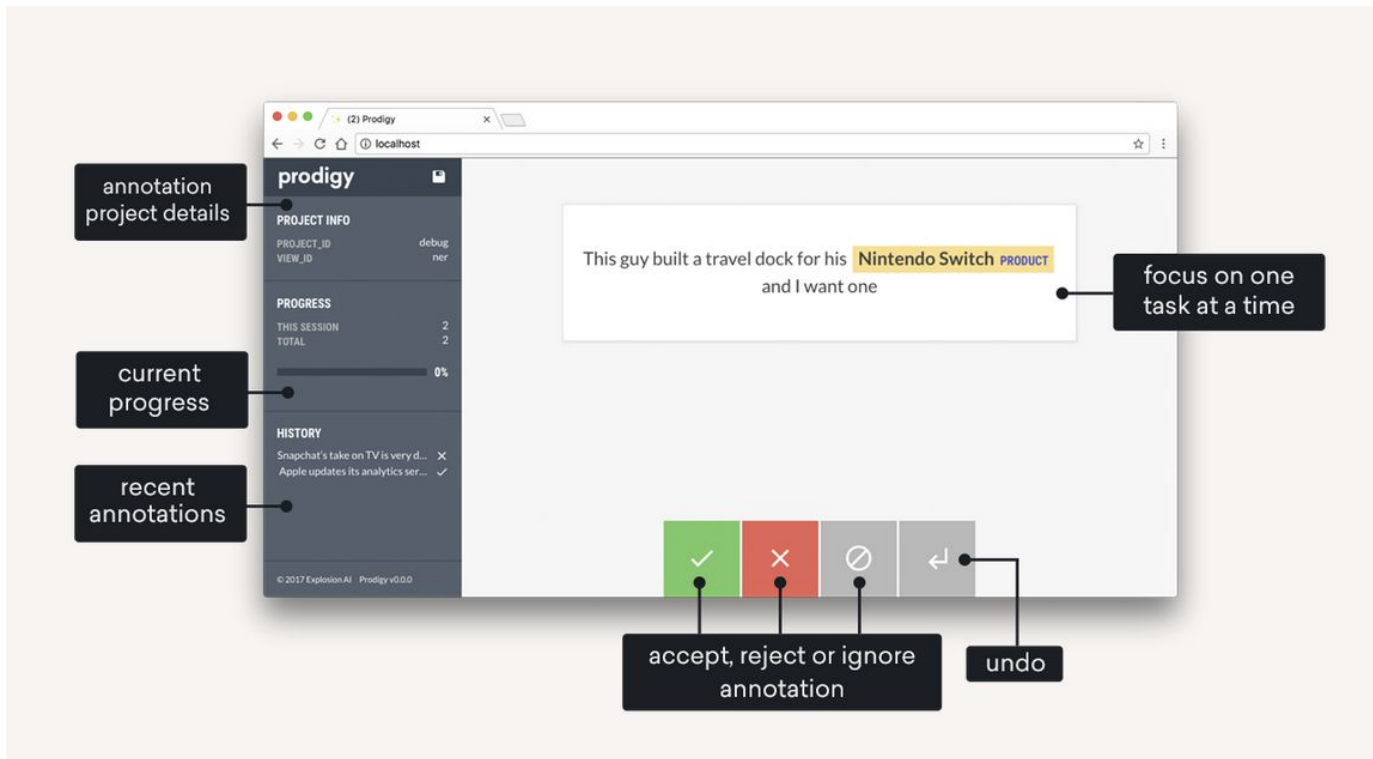 (2) Prodigy
localhost
prodigy
annotation
project details
PROJECT INFO
PROJECT_ID debug
VIEW_ID ner
PROGRESS
THIS SESSION 2
TOTAL 2
0%
current
progress
HISTORY
Snapchat's take on TV is very d...
Apple updates its analytics ser...
recent
annotations
© 2017 Explosion AI Prodigy v0.0.0
This guy built a travel dock for his Nintendo Switch PRODUCT
and I want one
focus on one
task at a time
accept, reject or ignore
annotation
undo